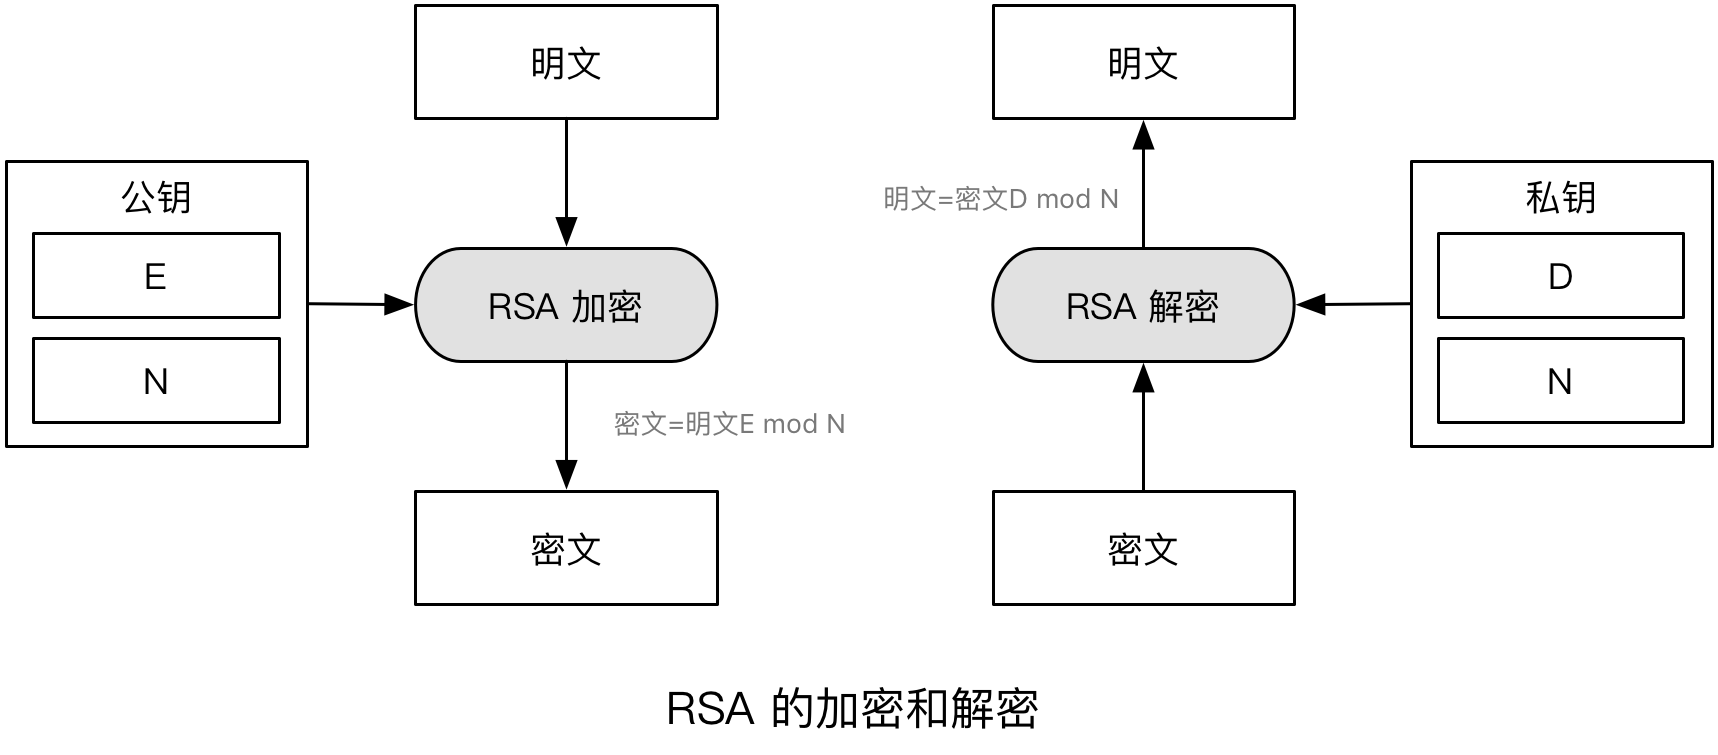 明文
公钥
E
N
RSA 加密
密文=明文E mod N
密文
明文
明文=密文D mod N
私钥
D
N
RSA 解密
密文
RSA 的加密和解密